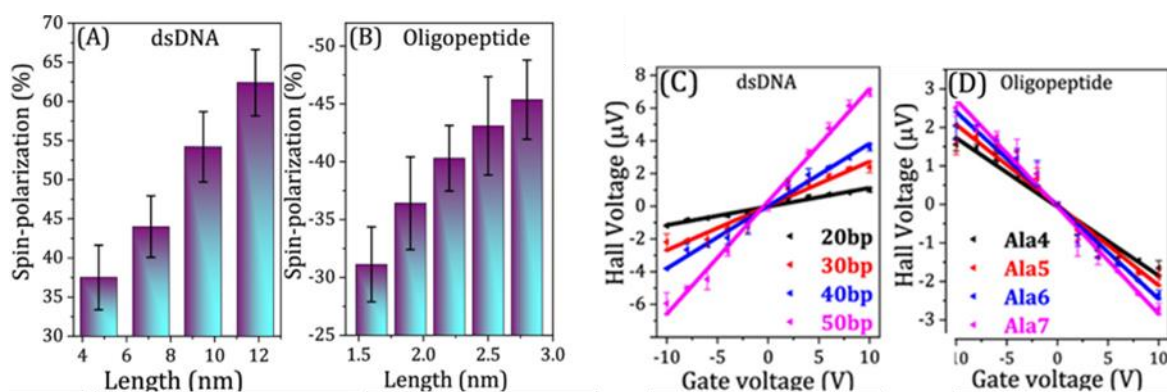 (A) dsDNA
Spin-polarization (%)
70
65
60
55
50
45
40
35
30
4 6 8 10 12
Length (nm)
(B) Oligopeptide
Spin-polarization (%)
-50
-45
-40
-35
-30
-25
1.5 2.0 2.5 3.0
Length (nm)
(C) dsDNA
Hall Voltage (µV)
8
6
4
2
0
-2
-4
-6
20bp
30bp
40bp
50bp
-10 -5 0 5 10
Gate voltage (V)
(D) Oligopeptide
Hall Voltage (µV)
3
2
1
0
-1
-2
-3
Ala4
Ala5
Ala6
Ala7
10 -5 0 5 10
Gate voltage (V)